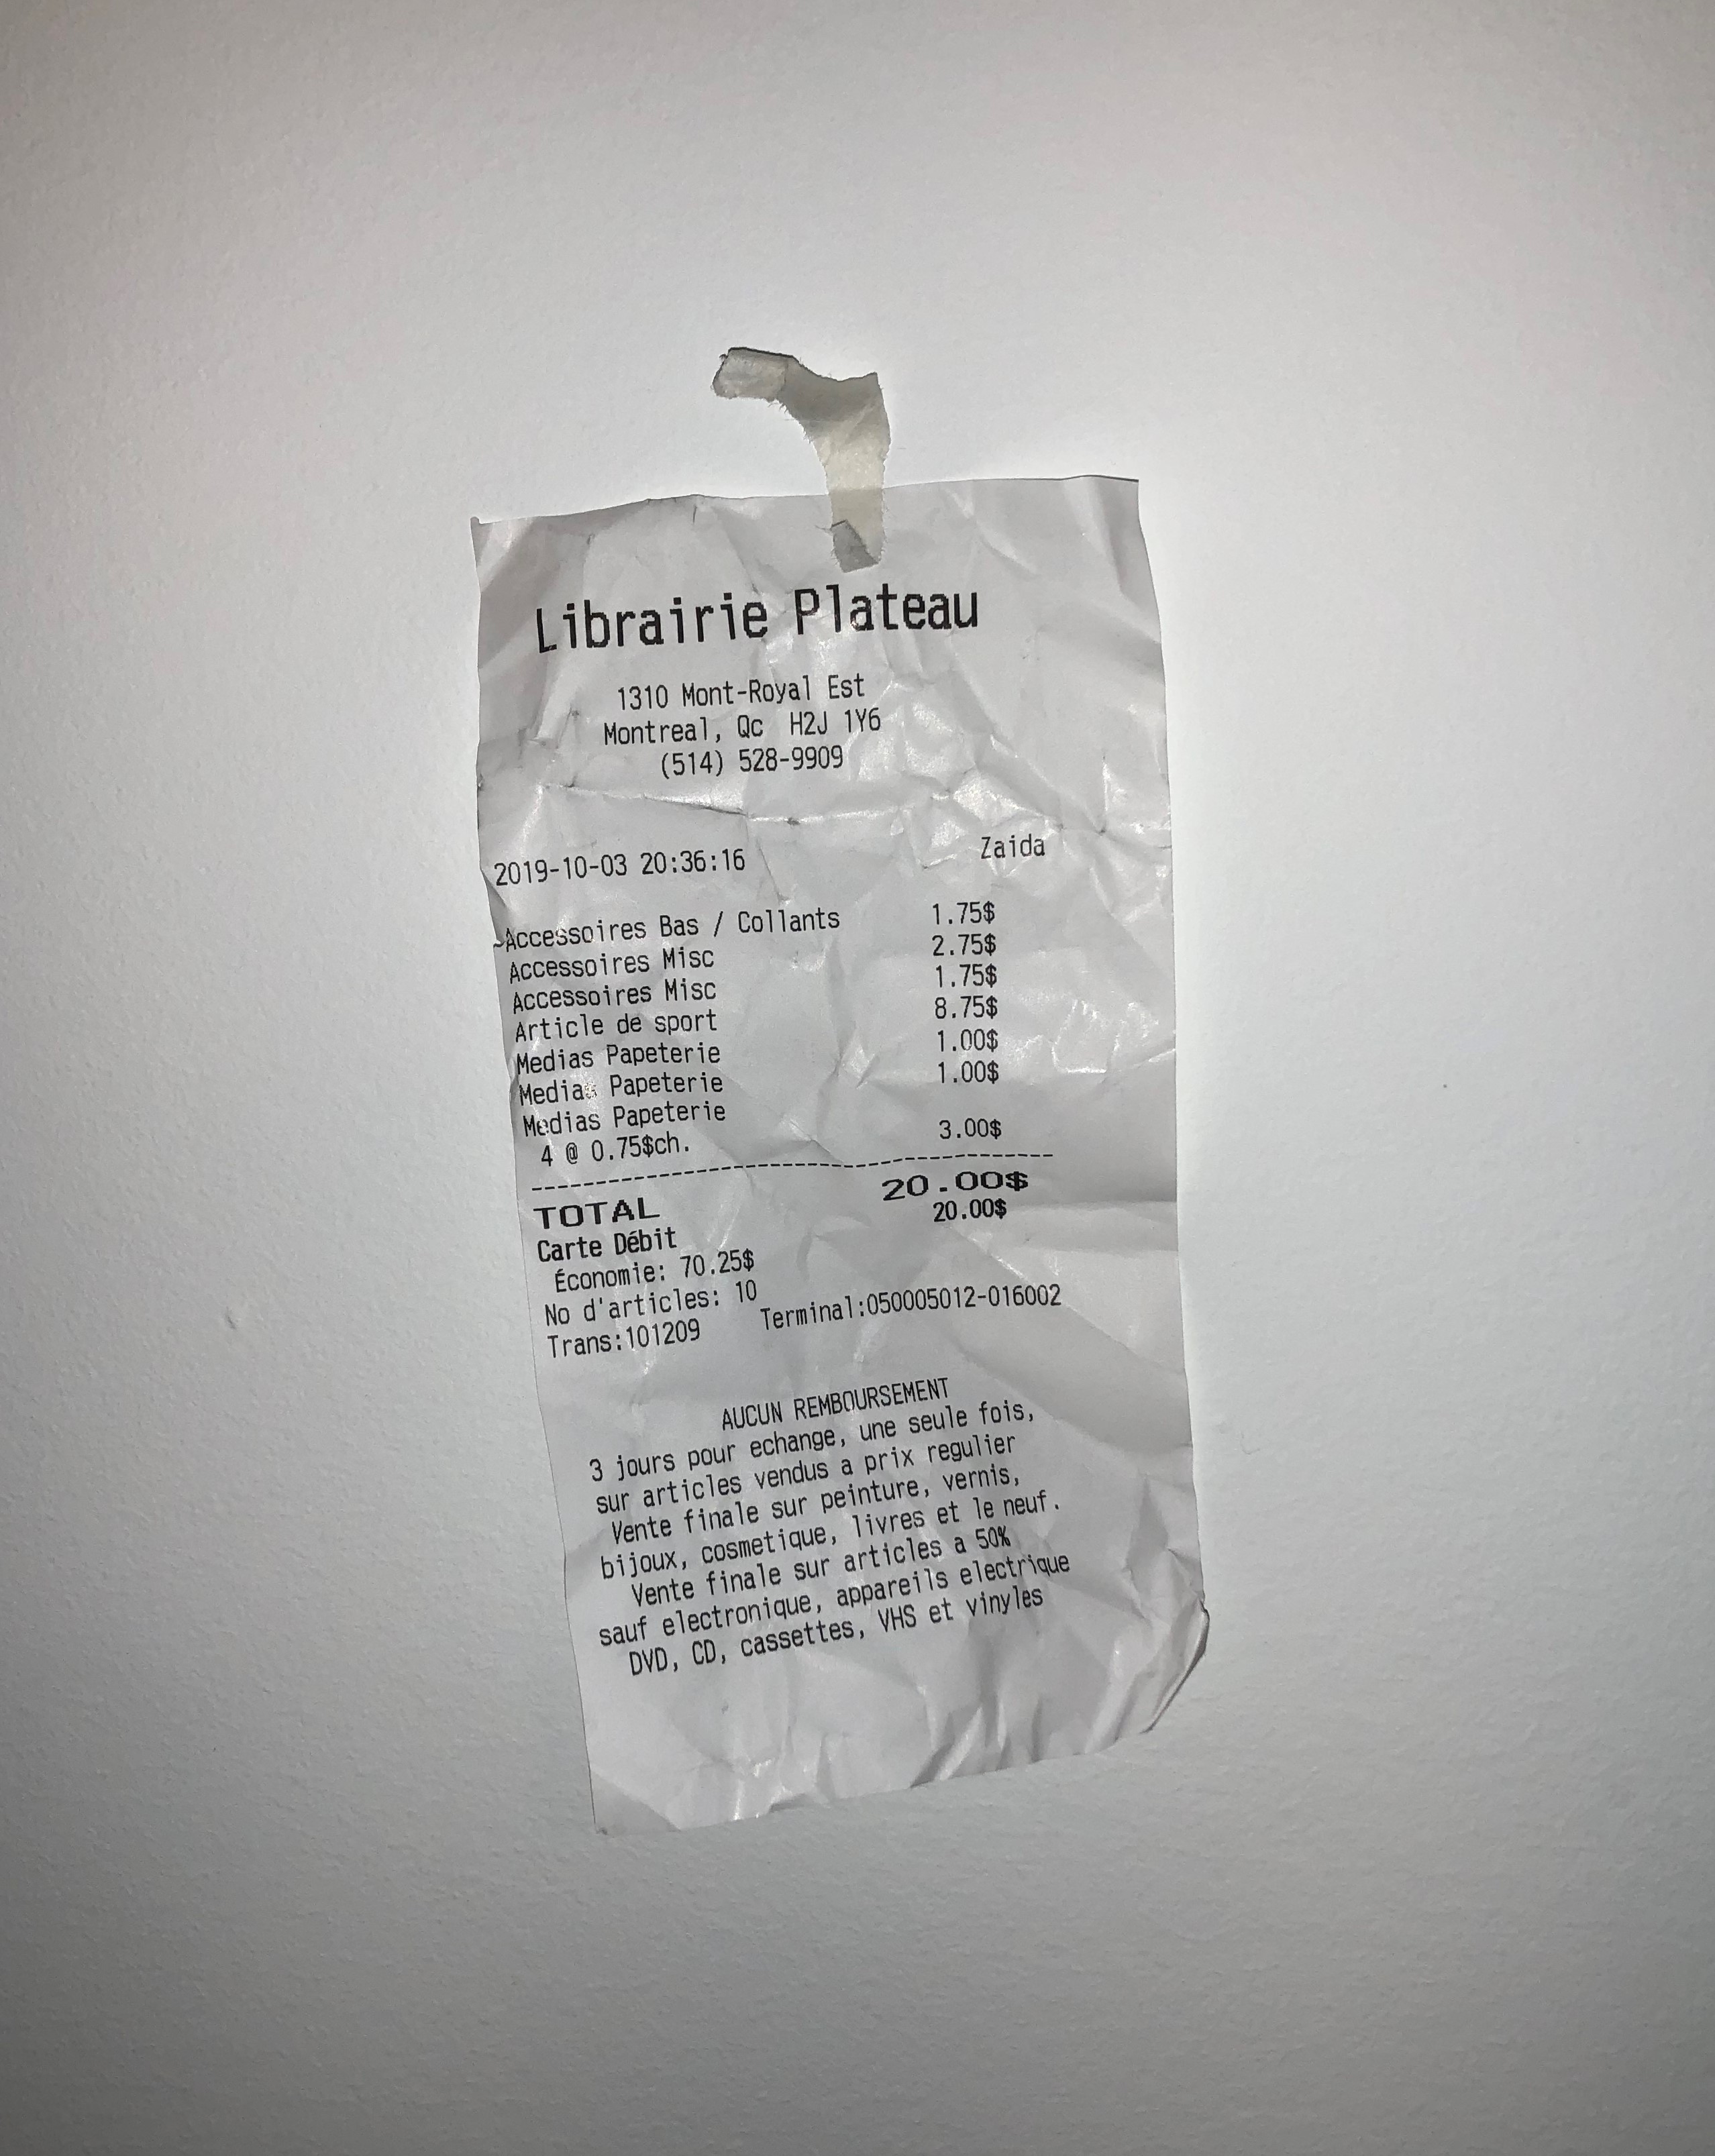 Librairie Plateau
1310 Mont-Royal Est
Montreal, Qc H2J 1Y6
(514) 528-9909
2019-10-03 20:36:16 Zaida
~Accessoires Bas / Collants 1.75$
Accessoires Misc 2.75$
Accessoires Misc 1.75$
Article de sport 8.75$
Medias Papeterie 1.00$
Medias Papeterie 1.00$
Medias Papeterie
4 @ 0.75$ch. 3.00$
TOTAL 20.00$
Carte Débit 20.00$
Économie: 70.25$
No d'articles: 10
Trans:101209 Terminal:050005012-016002
AUCUN REMBOURSEMENT
3 jours pour echange, une seule fois,
sur articles vendus a prix regulier
Vente finale sur peinture, vernis,
bijoux, cosmetique, livres et le neuf.
Vente finale sur articles a 50%
sauf electronique, appareils electrique
DVD, CD, cassettes, VHS et vinyles